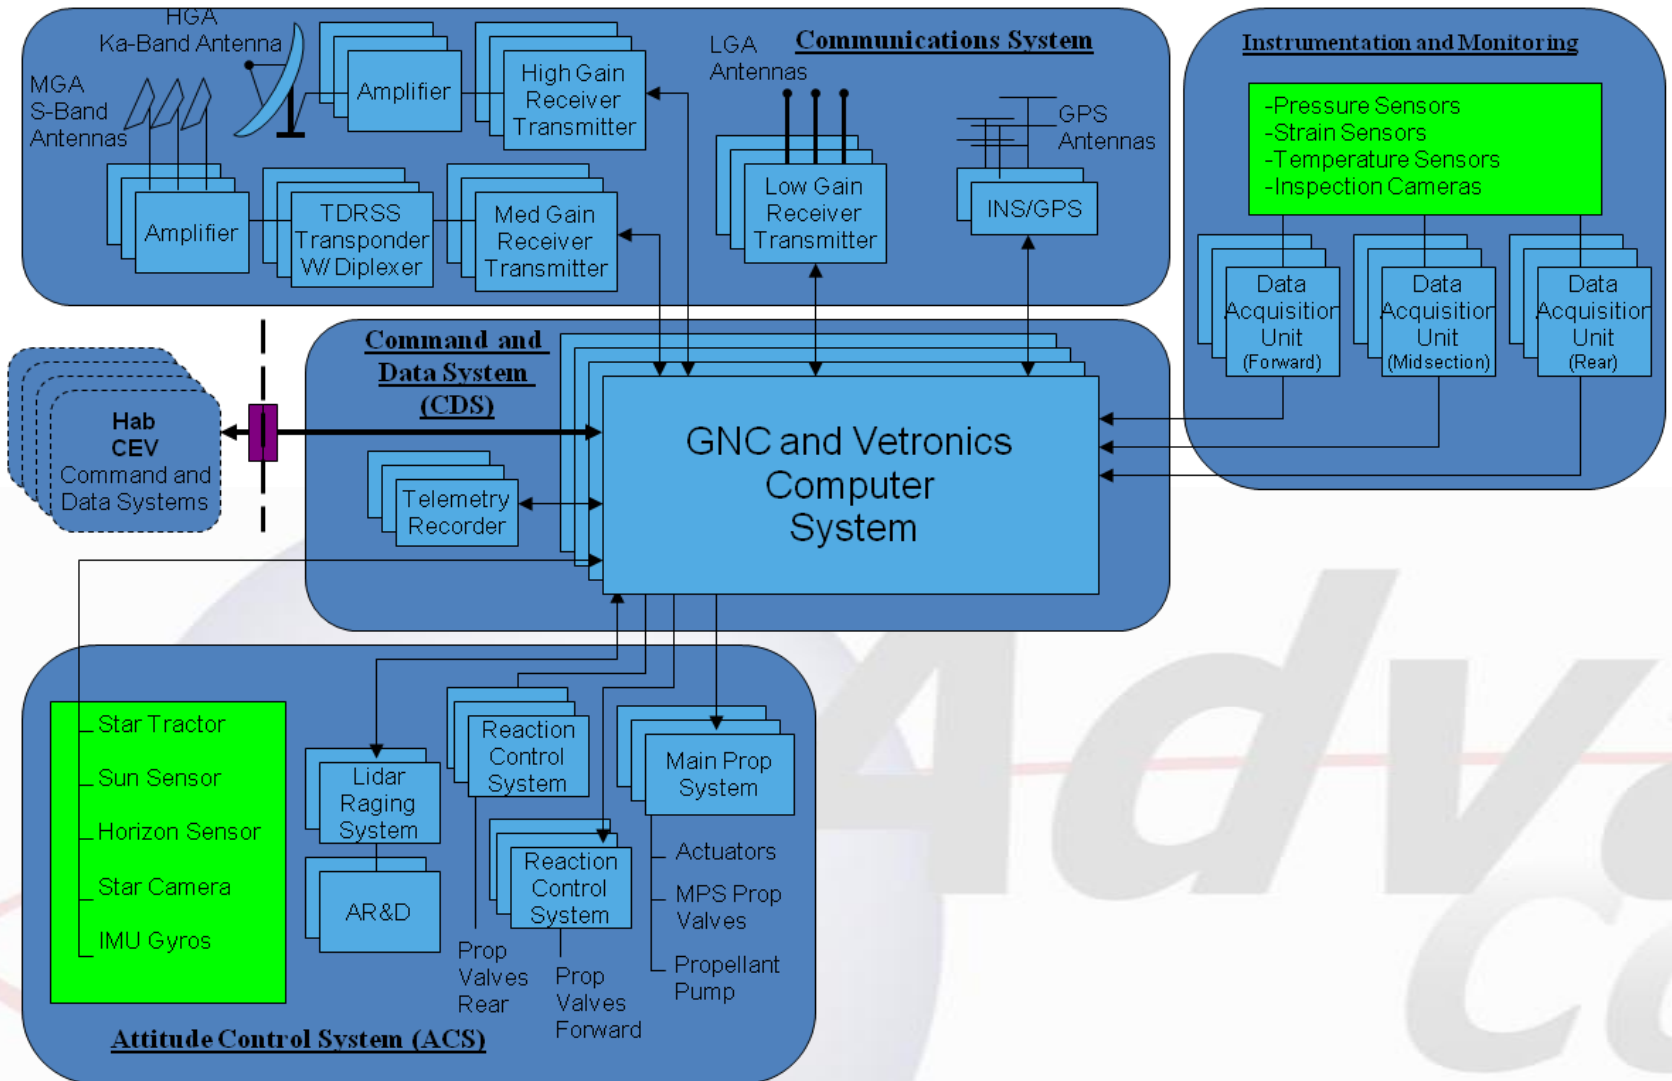 HGA
Ka-Band Antenna
MGA
S-Band
Antennas
Amplifier
High Gain
Receiver
Transmitter
LGA
Antennas
Communications System
GPS
Antennas
Amplifier
TDRSS
Transponder
W/ Diplexer
Med Gain
Receiver
Transmitter
Low Gain
Receiver
Transmitter
INS/GPS
Instrumentation and Monitoring
-Pressure Sensors
-Strain Sensors
-Temperature Sensors
-Inspection Cameras
Data
Acquisition
Unit
(Forward)
Data
Acquisition
Unit
(Midsection)
Data
Acquisition
Unit
(Rear)
Command and
Data System
(CDS)
Hab
CEV
Command and
Data Systems
Telemetry
Recorder
GNC and Vetronics
Computer
System
Star Tractor
Sun Sensor
Horizon Sensor
Star Camera
IMU Gyros
Lidar
Raging
System
AR&D
Reaction
Control
System
Prop
Valves
Rear
Reaction
Control
System
Prop
Valves
Forward
Main Prop
System
Actuators
MPS Prop
Valves
Propellant
Pump
Attitude Control System (ACS)